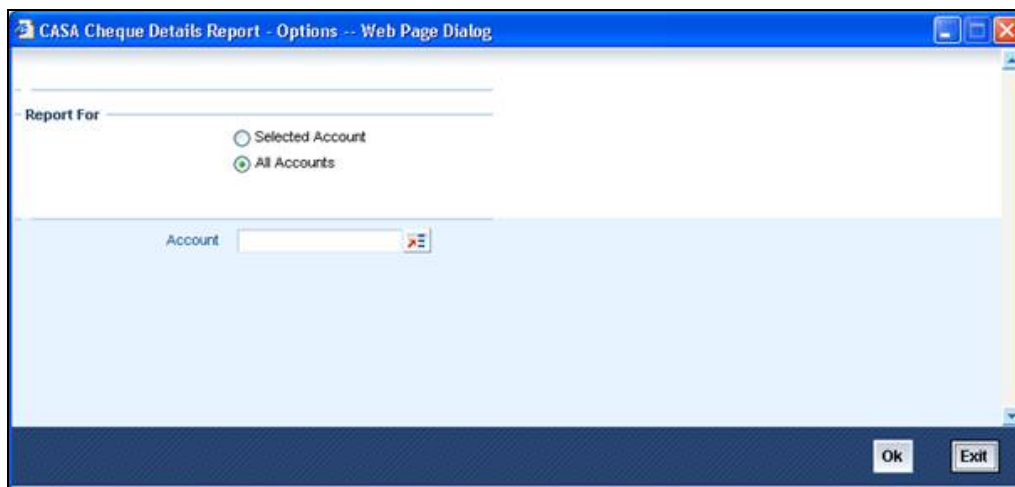 CASA Cheque Details Report - Options -- Web Page Dialog
Report For
Selected Account
All Accounts
Account
Ok
Exit